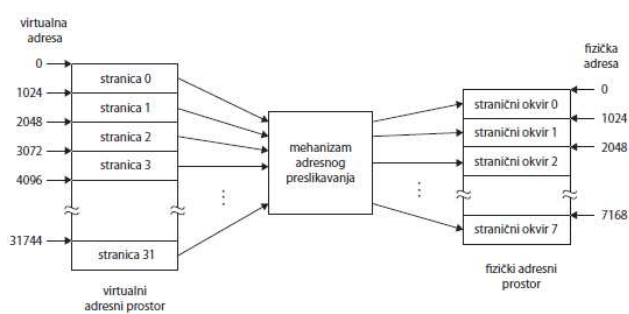 virtualna
adresa
0
1024
2048
3072
4096
31744
stranica 0
stranica 1
stranica 2
stranica 3
stranica 31
virtualni
adresni prostor
mehanizam
adresnog
preslikavanja
fizička
adresa
0
1024
2048
7168
stranični okvir 0
stranični okvir 1
stranični okvir 2
stranični okvir 7
fizički adresni
prostor